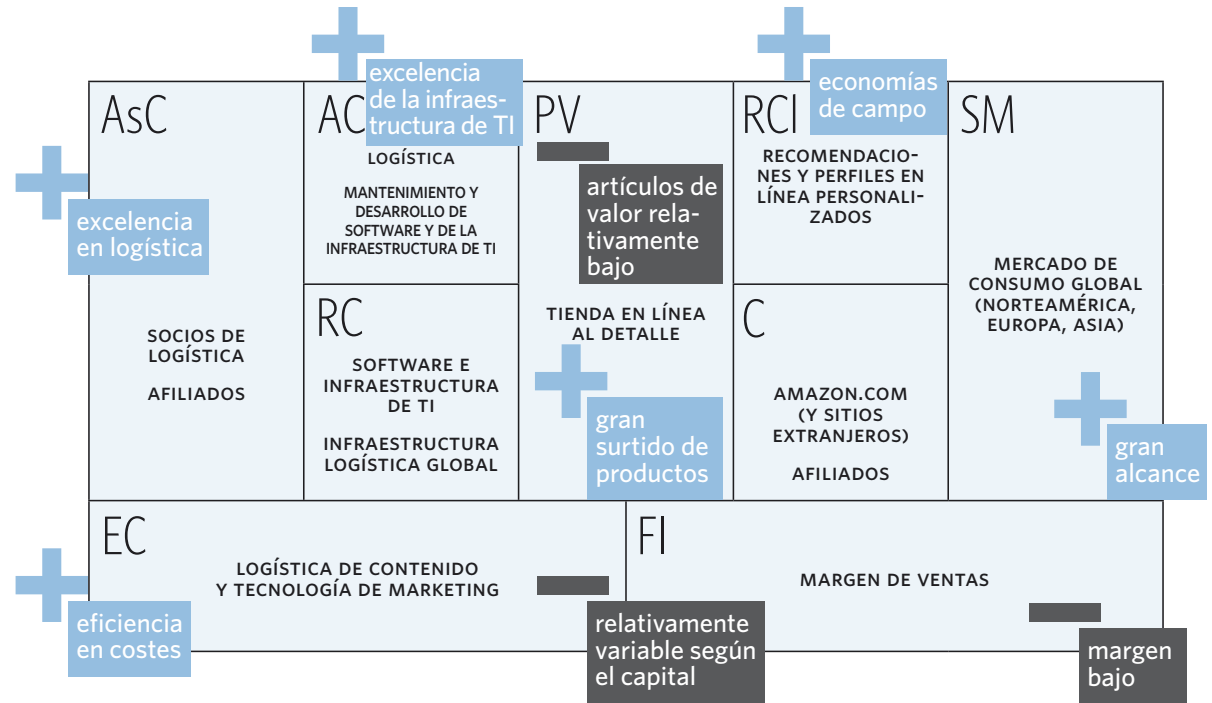 AsC
excelencia
en logística
SOCIOS DE
LOGÍSTICA
AFILIADOS
AC
excelencia
de la infraes-
tructura de TI
LOGÍSTICA
MANTENIMIENTO Y
DESARROLLO DE
SOFTWARE Y DE LA
INFRAESTRUCTURA DE TI
RC
SOFTWARE E
INFRAESTRUCTURA
DE TI
INFRAESTRUCTURA
LOGÍSTICA GLOBAL
PV
artículos de
valor rela-
tivamente
bajo
TIENDA EN LÍNEA
AL DETALLE
gran
surtido de
productos
RCl
economías
de campo
RECOMENDACIO-
NES Y PERFILES EN
LÍNEA PERSONALI-
ZADOS
C
AMAZON.COM
(Y SITIOS
EXTRANJEROS)
AFILIADOS
SM
MERCADO DE
CONSUMO GLOBAL
(NORTEAMÉRICA,
EUROPA, ASIA)
gran
alcance
EC
LOGÍSTICA DE CONTENIDO
Y TECNOLOGÍA DE MARKETING
eficiencia
en costes
relativamente
variable según
el capital
FI
MARGEN DE VENTAS
margen
bajo